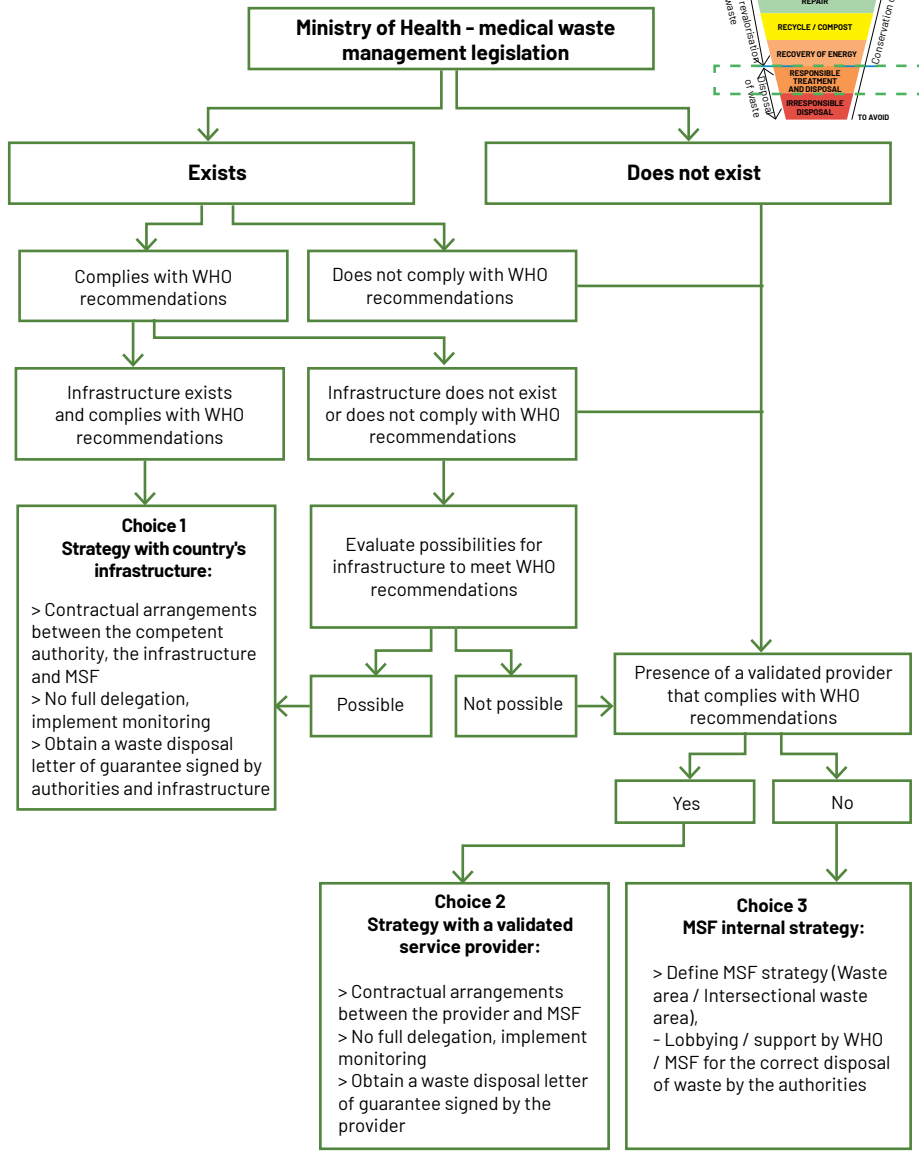 Ministry of Health - medical waste
management legislation
REPAIR
RECYCLE / COMPOST
RECOVERY OF ENERGY
RESPONSIBLE
TREATMENT
AND DISPOSAL
IRRESPONSIBLE
DISPOSAL
revalorisation
waste
Disposal
of waste
Conservation
TO AVOID
Exists
Does not exist
Complies with WHO
recommendations
Does not comply with WHO
recommendations
Infrastructure exists
and complies with WHO
recommendations
Infrastructure does not exist
or does not comply with WHO
recommendations
Choice 1
Strategy with country's
infrastructure:
> Contractual arrangements
between the competent
authority, the infrastructure
and MSF
> No full delegation,
implement monitoring
> Obtain a waste disposal
letter of guarantee signed by
authorities and infrastructure
Evaluate possibilities for
infrastructure to meet WHO
recommendations
Possible
Not possible
Presence of a validated provider
that complies with WHO
recommendations
Yes
No
Choice 2
Strategy with a validated
service provider:
> Contractual arrangements
between the provider and MSF
> No full delegation, implement
monitoring
> Obtain a waste disposal letter
of guarantee signed by the
provider
Choice 3
MSF internal strategy:
> Define MSF strategy (Waste
area / Intersectional waste
area),
- Lobbying / support by WHO
/ MSF for the correct disposal
of waste by the authorities